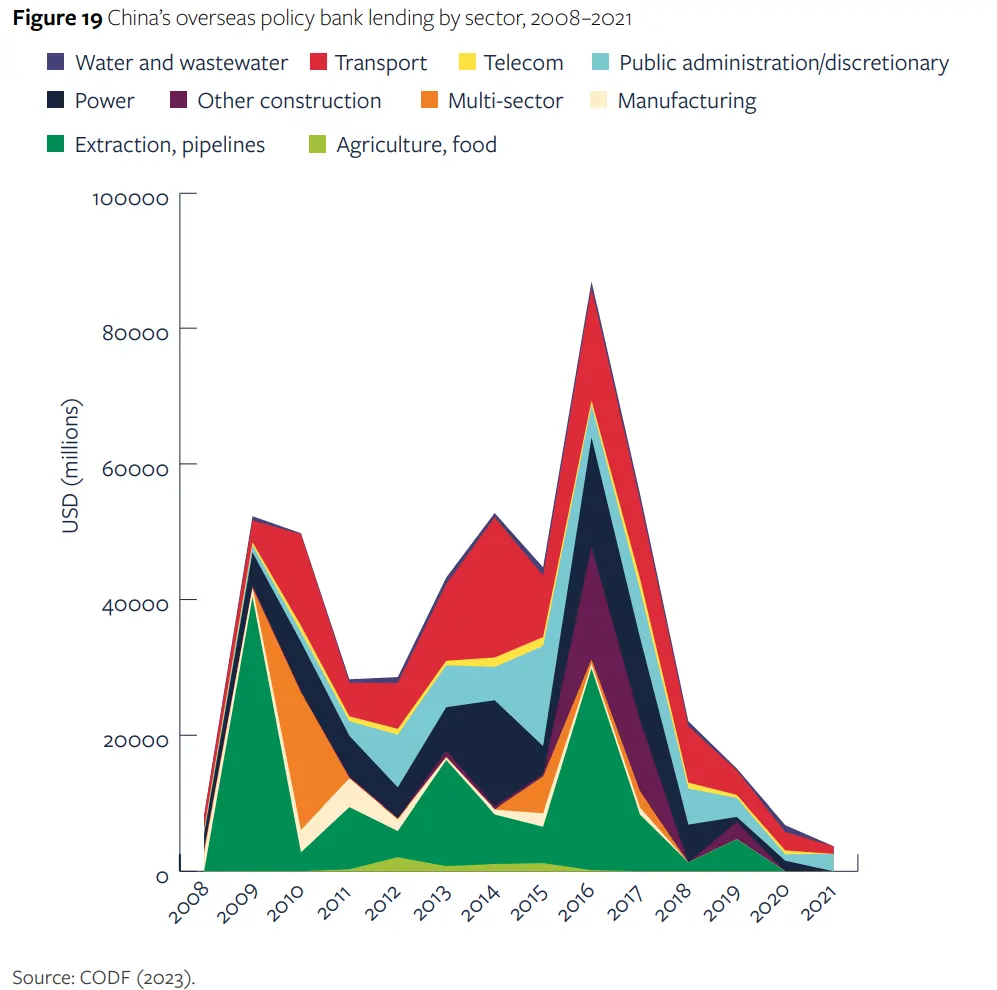 Figure 19 China's overseas policy bank lending by sector, 2008–2021
Water and wastewater Transport Telecom Public administration/discretionary
Power Other construction Multi-sector Manufacturing
Extraction, pipelines Agriculture, food
100000
80000
60000
40000
20000
0
USD (millions)
2008 2009 2010 2011 2012 2013 2014 2015 2016 2017 2018 2019 2020 2021
Source: CODF (2023).